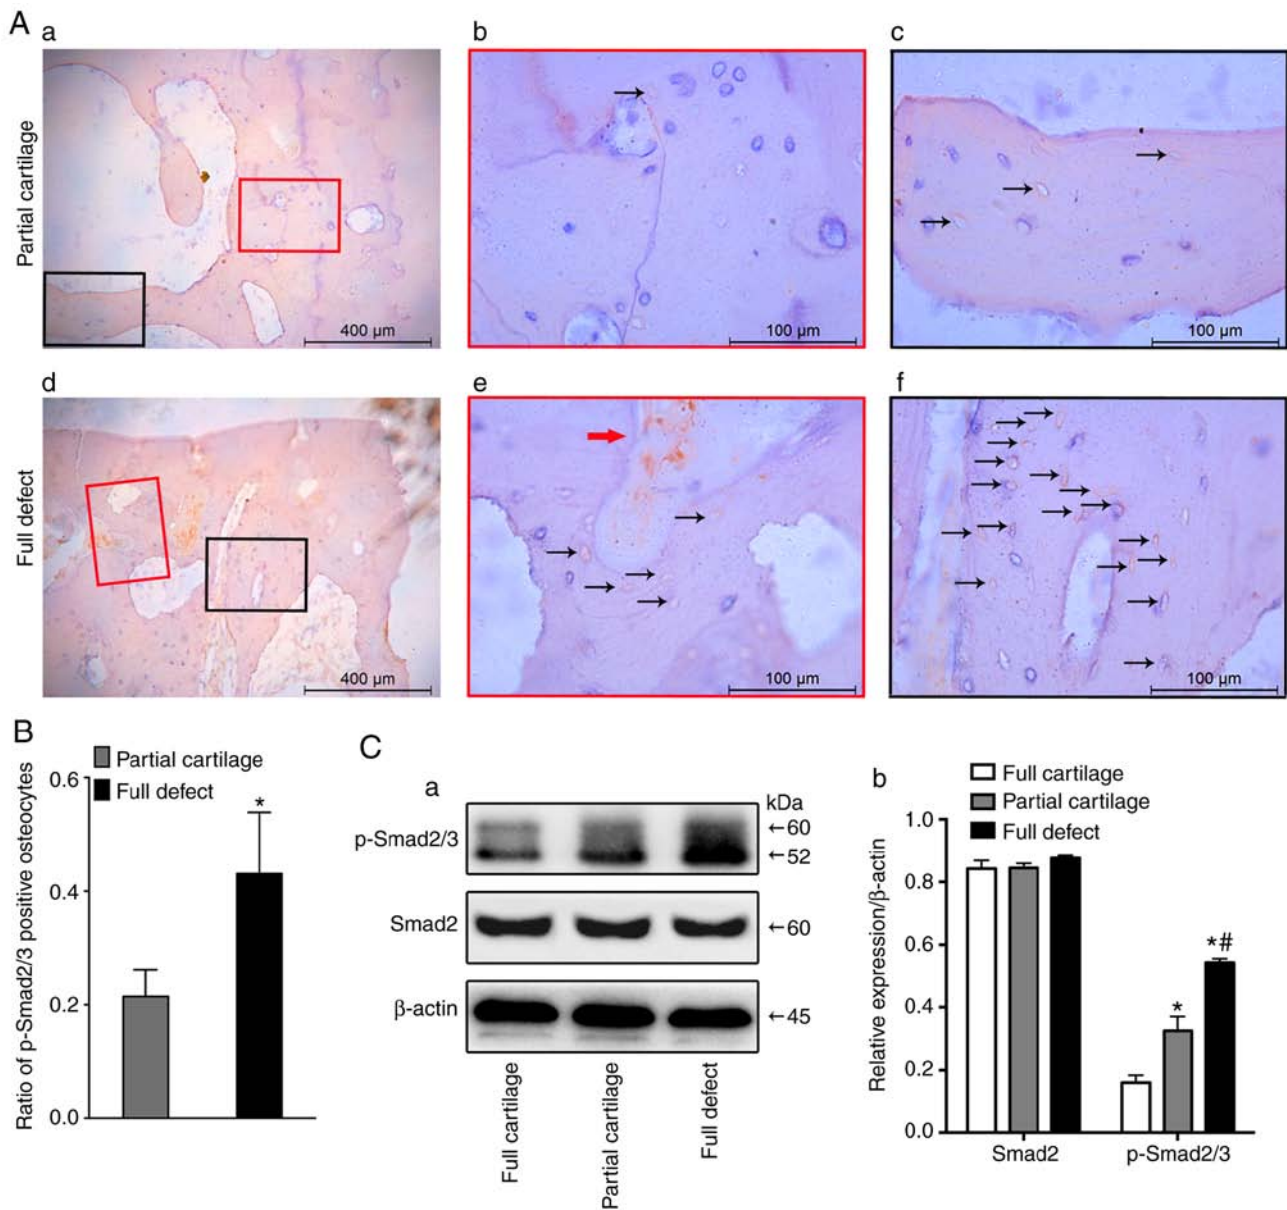 A
a
b
c
Partial cartilage
400 µm
100 µm
100 µm
d
e
f
Full defect
400 µm
100 µm
100 µm
B
Partial cartilage
Full defect
Ratio of p-Smad2/3 positive osteocytes
0.6
0.4
0.2
0.0
*
C
a
kDa
p-Smad2/3
←60
←52
Smad2
←60
β-actin
←45
Full cartilage
Partial cartilage
Full defect
b
Full cartilage
Partial cartilage
Full defect
Relative expression/β-actin
1.0
0.8
0.6
0.4
0.2
0.0
*
*#
Smad2
p-Smad2/3